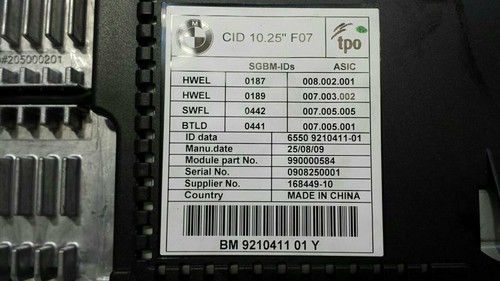 #205000201
M
CID 10.25" F07
tpo
SGBM-IDs ASIC
HWEL 0187 008.002.001
HWEL 0189 007.003.002
SWFL 0442 007.005.005
BTLD 0441 007.005.001
ID data 6550 9210411-01
Manu.date 25/08/09
Module part No. 990000584
Serial No. 0908250001
Supplier No. 168449-10
Country MADE IN CHINA
BM 9210411 01 Y